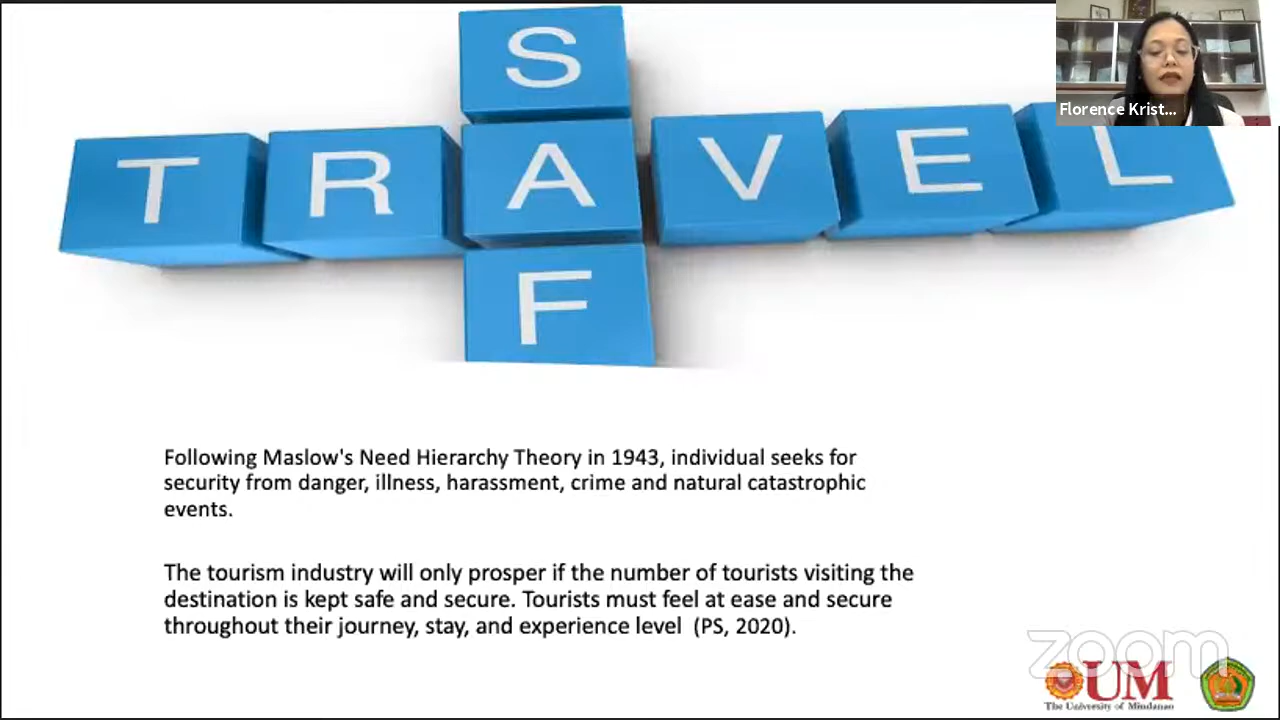 S
T R A V E L
F
Florence Krist...
Following Maslow's Need Hierarchy Theory in 1943, individual seeks for
security from danger, illness, harassment, crime and natural catastrophic
events.
The tourism industry will only prosper if the number of tourists visiting the
destination is kept safe and secure. Tourists must feel at ease and secure
throughout their journey, stay, and experience level (PS, 2020).
zoom
UM
The University of Mindanao